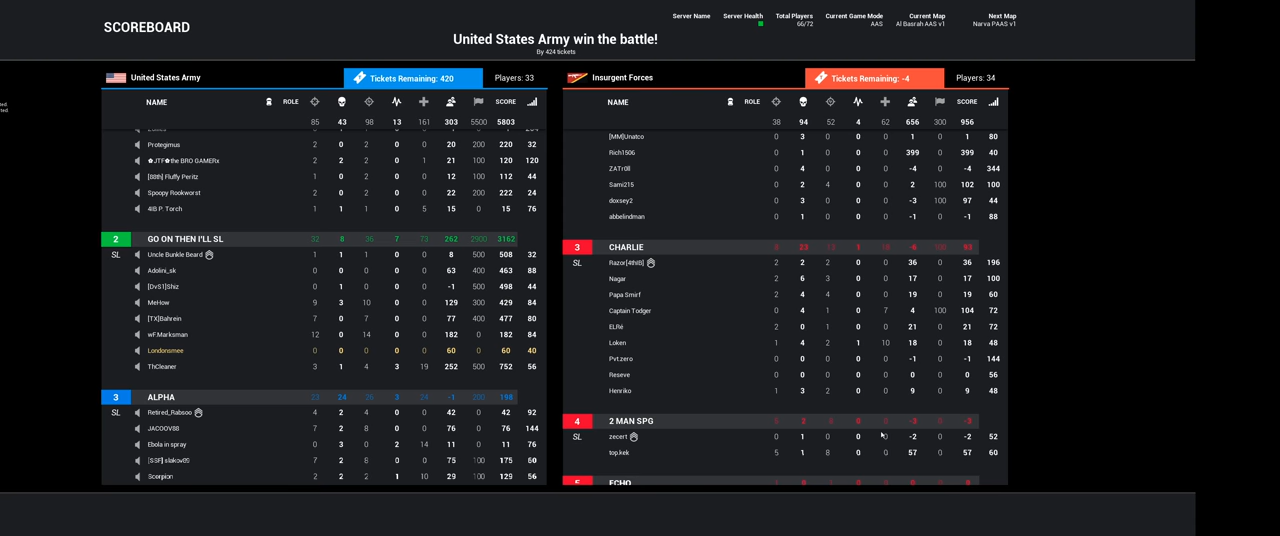 SCOREBOARD
Server Name Server Health Total Players Current Game Mode Current Map Next Map
66/72 AAS Al Basrah AAS v1 Narva PAAS v1
United States Army win the battle!
By 424 tickets
United States Army Tickets Remaining: 420 Players: 33
NAME ROLE SCORE
85 43 98 13 161 303 5500 5803
Protegimus 2 0 2 0 0 20 200 220 32
✿JTF✿the BRO GAMERx 2 2 2 0 1 21 100 120 120
[88th] Fluffy Peritz 2 0 2 0 0 12 100 112 44
Spoopy Rookworst 2 0 2 0 0 22 200 222 24
4IB P. Torch 1 1 1 0 5 15 0 15 76
2 GO ON THEN I'LL SL 32 8 36 7 73 262 2900 3162
SL Uncle Bunkle Beard 1 1 1 0 0 8 500 508 32
Adolini_sk 0 0 0 0 0 63 400 463 88
[DvS1]Shiz 0 1 0 0 0 -1 500 498 44
MeHow 9 3 10 0 0 129 300 429 84
[TX]Bahrein 7 0 7 0 0 77 400 477 80
wF.Marksman 12 0 14 0 0 182 0 182 84
Londonsmee 0 0 0 0 0 60 0 60 40
ThCleaner 3 1 4 3 19 252 500 752 56
3 ALPHA 23 24 26 3 24 -1 200 198
SL Retired_Rabsoo 4 2 4 0 0 42 0 42 92
JACOOV88 7 2 8 0 0 76 0 76 144
Ebola in spray 0 3 0 2 14 11 0 11 76
7 2 8 0 0 75 100 175 60
Scorpion 2 2 2 1 10 29 100 129 56
Insurgent Forces Tickets Remaining: -4 Players: 34
NAME ROLE SCORE
38 94 52 4 62 656 300 956
[MM]Unatco 0 3 0 0 0 1 0 1 80
Rich1506 0 1 0 0 0 399 0 399 40
ZATr0ll 0 4 0 0 0 -4 0 -4 344
Sami215 0 2 4 0 0 2 100 102 100
doxsey2 0 3 0 0 0 -3 100 97 44
abbelindman 0 1 0 0 0 -1 0 -1 88
3 CHARLIE 23 12 1 93
SL Razor[4thIB] 2 2 2 0 0 36 0 36 196
Nagar 2 6 3 0 0 17 0 17 100
Papa Smirf 2 4 4 0 0 19 0 19 60
Captain Todger 0 4 1 0 7 4 100 104 72
ELRé 2 0 1 0 0 21 0 21 72
Loken 1 4 2 1 10 18 0 18 48
Pvt.zero 0 0 0 0 0 -1 0 -1 144
Reseve 0 0 0 0 0 0 0 0 56
Henriko 1 3 2 0 0 9 0 9 48
4 2 MAN SPG 2 0 -3 0 -3
SL zecert 0 1 0 0 0 -2 0 -2 52
top.kek 5 1 8 0 0 57 0 57 60
5 ECHO